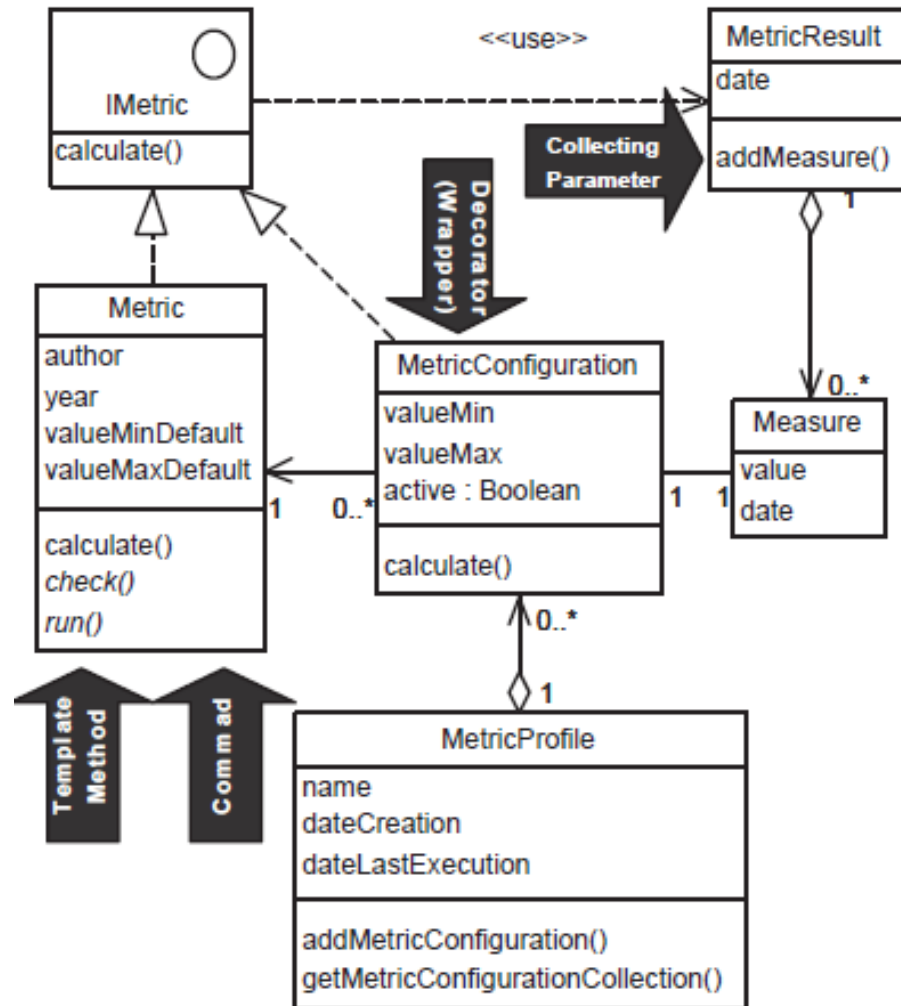 <<use>>
IMetric
calculate()
MetricResult
date
addMeasure()
Collecting
Parameter
Decorator
(Wrapper)
1
0..*
Metric
author
year
valueMinDefault
valueMaxDefault
calculate()
check()
run()
1
0..*
MetricConfiguration
valueMin
valueMax
active : Boolean
calculate()
1
1
Measure
value
date
0..*
1
Template
Method
Commad
MetricProfile
name
dateCreation
dateLastExecution
addMetricConfiguration()
getMetricConfigurationCollection()